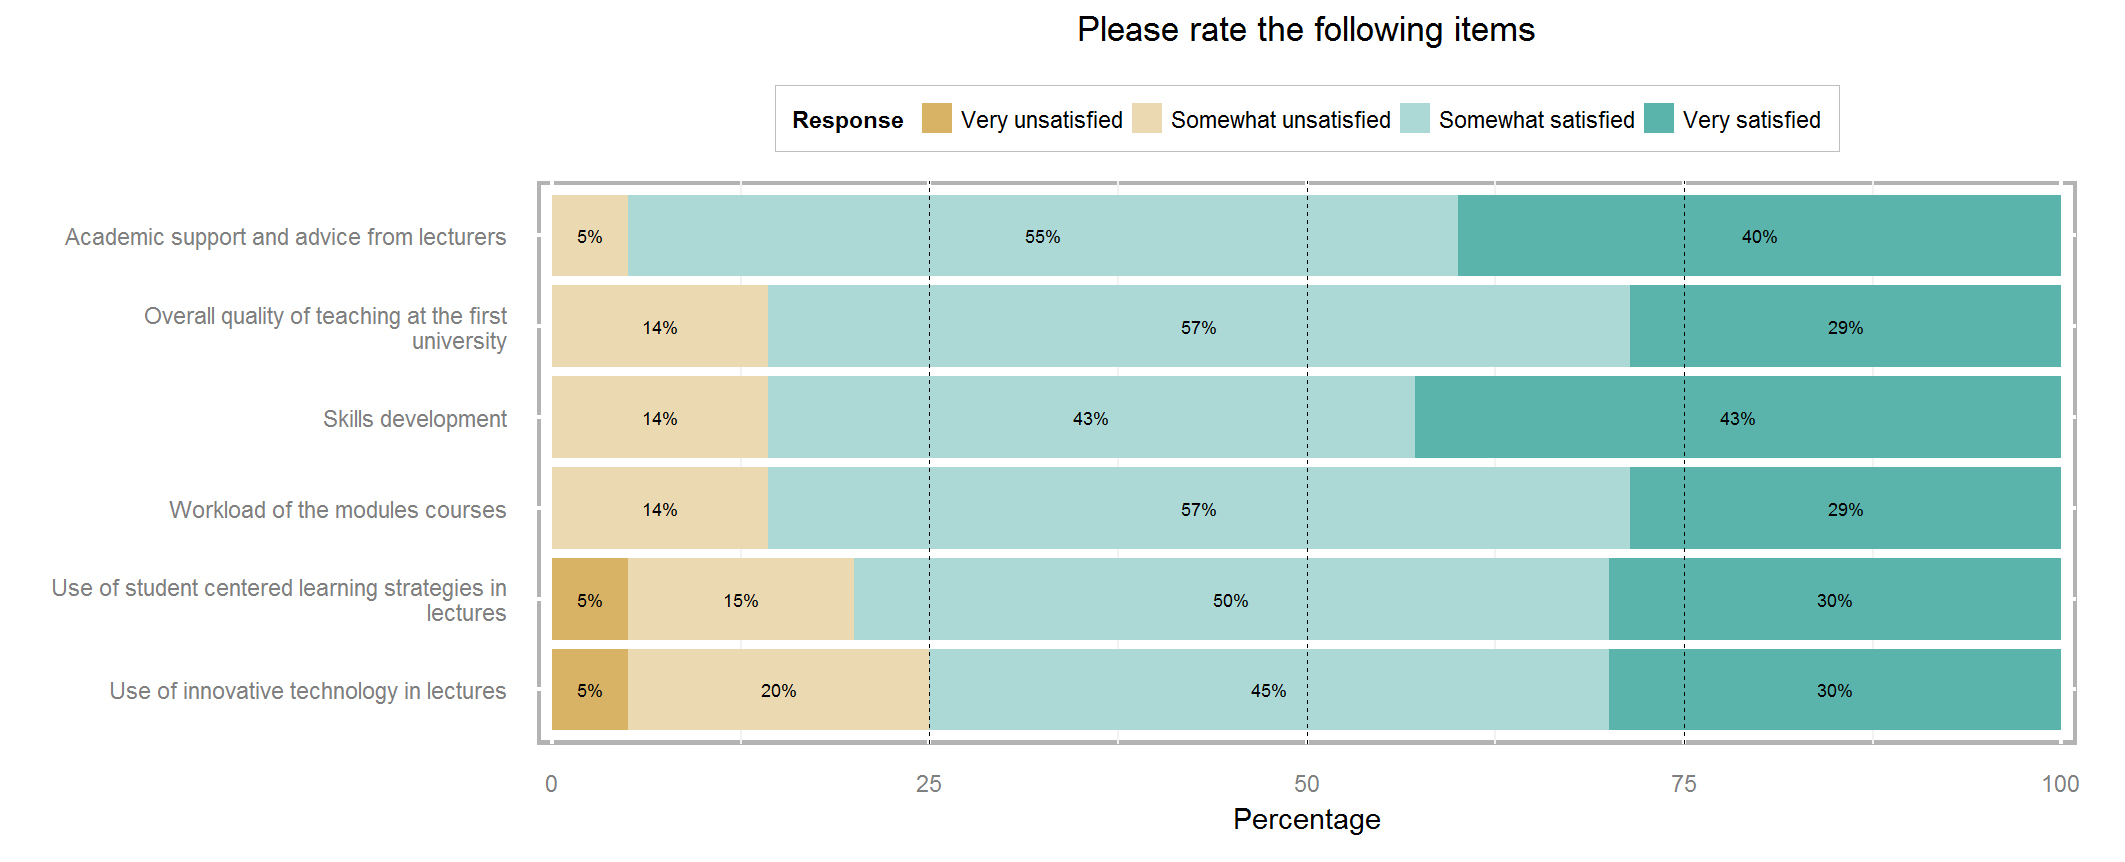 Please rate the following items
Response Very unsatisfied Somewhat unsatisfied Somewhat satisfied Very satisfied
Academic support and advice from lecturers 5% 55% 40%
Overall quality of teaching at the first
university 14% 57% 29%
Skills development 14% 43% 43%
Workload of the modules courses 14% 57% 29%
Use of student centered learning strategies in
lectures 5% 15% 50% 30%
Use of innovative technology in lectures 5% 20% 45% 30%
0 25 50 75 100
Percentage